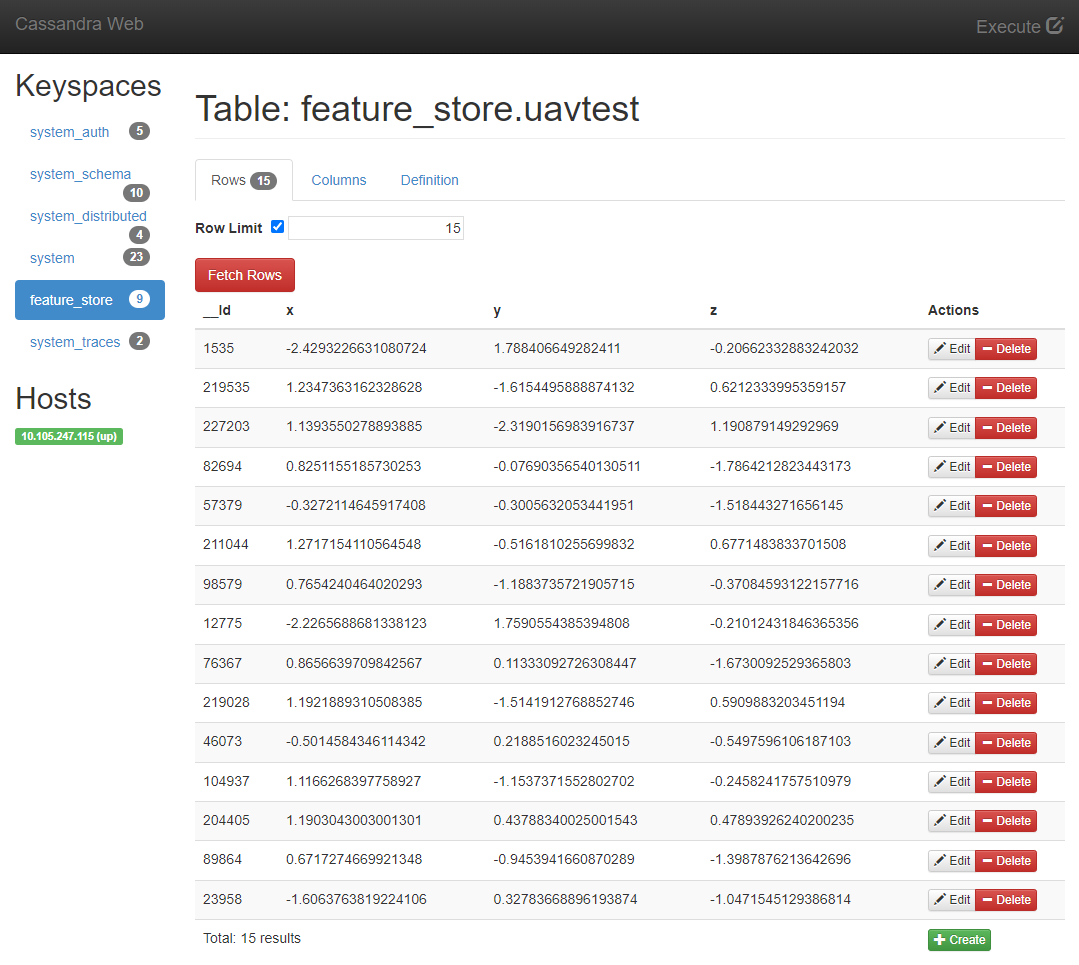 Cassandra Web
Execute
Keyspaces
system_auth 5
system_schema
10
system_distributed
4
system 23
feature_store 9
system_traces 2
Hosts
10.105.247.115 (up)
Table: feature_store.uavtest
Rows 15 Columns Definition
Row Limit 15
Fetch Rows
__Id x y z Actions
1535 -2.4293226631080724 1.788406649282411 -0.20662332883242032 Edit Delete
219535 1.2347363162328628 -1.6154495888874132 0.6212333995359157 Edit Delete
227203 1.1393550278893885 -2.3190156983916737 1.190879149292969 Edit Delete
82694 0.8251155185730253 -0.07690356540130511 -1.7864212823443173 Edit Delete
57379 -0.3272114645917408 -0.3005632053441951 -1.518443271656145 Edit Delete
211044 1.2717154110564548 -0.5161810255699832 0.6771483833701508 Edit Delete
98579 0.7654240464020293 -1.1883735721905715 -0.37084593122157716 Edit Delete
12775 -2.2265688681338123 1.7590554385394808 -0.21012431846365356 Edit Delete
76367 0.8656639709842567 0.11333092726308447 -1.6730092529365803 Edit Delete
219028 1.1921889310508385 -1.5141912768852746 0.5909883203451194 Edit Delete
46073 -0.5014584346114342 0.2188516023245015 -0.5497596106187103 Edit Delete
104937 1.1166268397758927 -1.1537371552802702 -0.2458241757510979 Edit Delete
204405 1.1903043003001301 0.43788340025001543 0.47893926240200235 Edit Delete
89864 0.6717274669921348 -0.9453941660870289 -1.3987876213642696 Edit Delete
23958 -1.6063763819224106 0.32783668896193874 -1.0471545129386814 Edit Delete
Total: 15 results Create